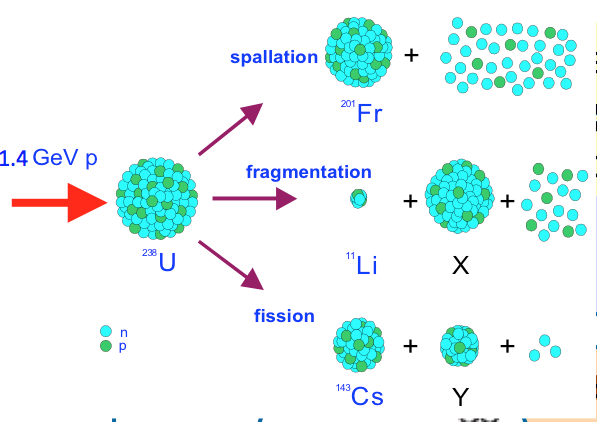 spallation
+
201Fr
1.4 GeV p
fragmentation
238U
+ +
11Li X
fission
n
p
+ +
143Cs Y